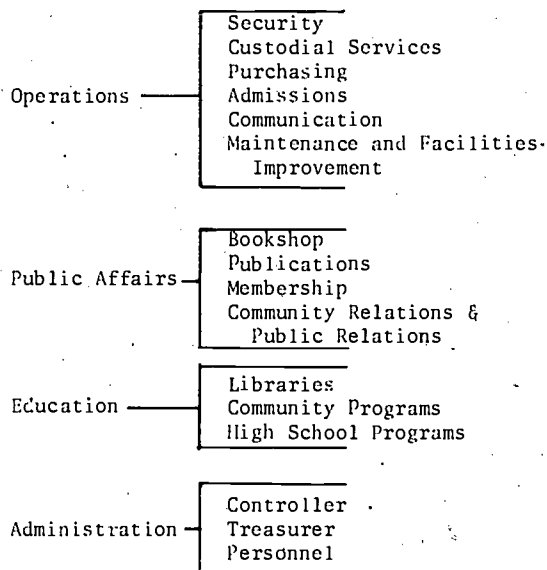 Operations
Security
Custodial Services
Purchasing
Admissions
Communication
Maintenance and Facilities
Improvement
Public Affairs
Bookshop
Publications
Membership
Community Relations &
Public Relations
Education
Libraries
Community Programs
High School Programs
Administration
Controller
Treasurer
Personnel